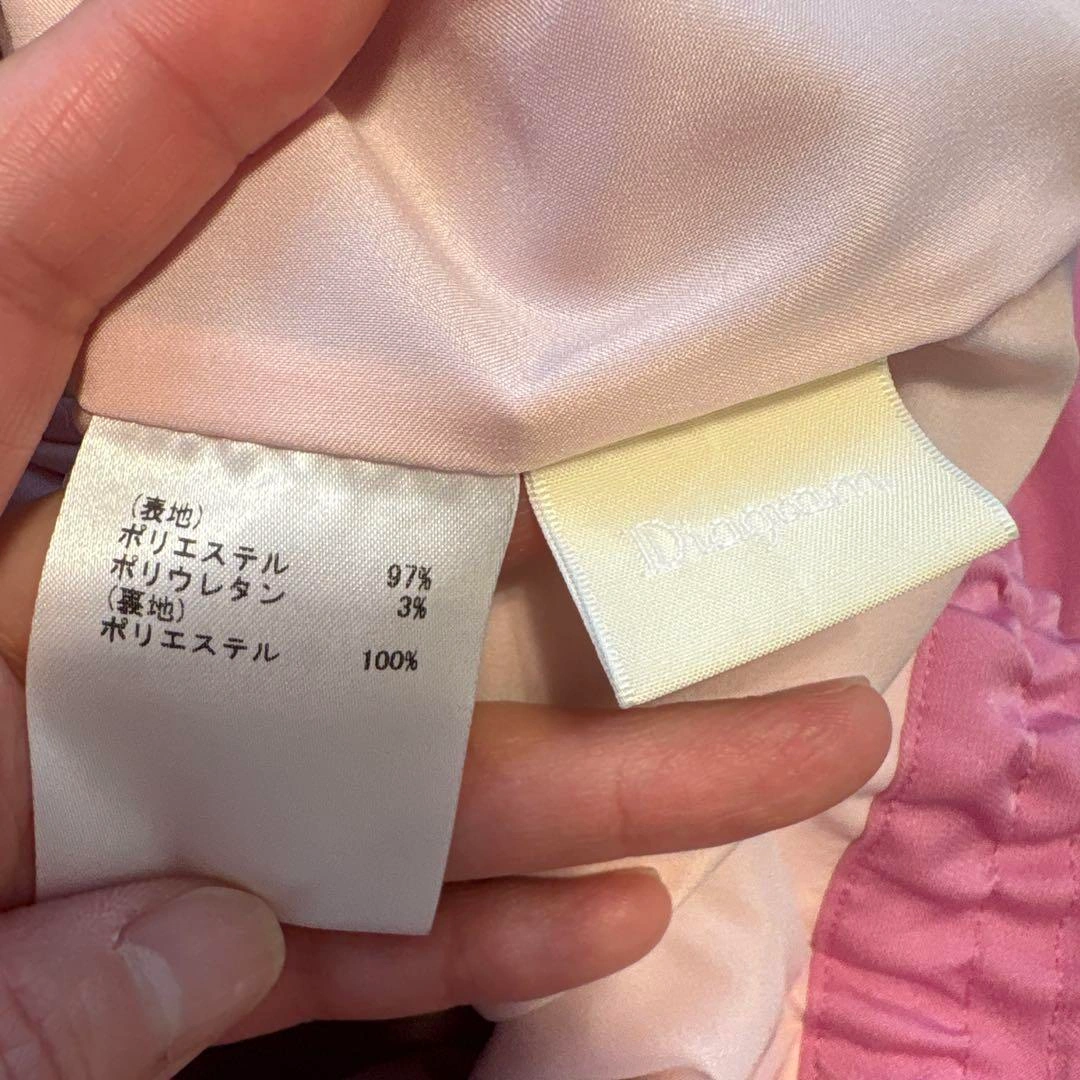 (表地)
ポリエステル 97%
ポリウレタン 3%
(裏地)
ポリエステル 100%